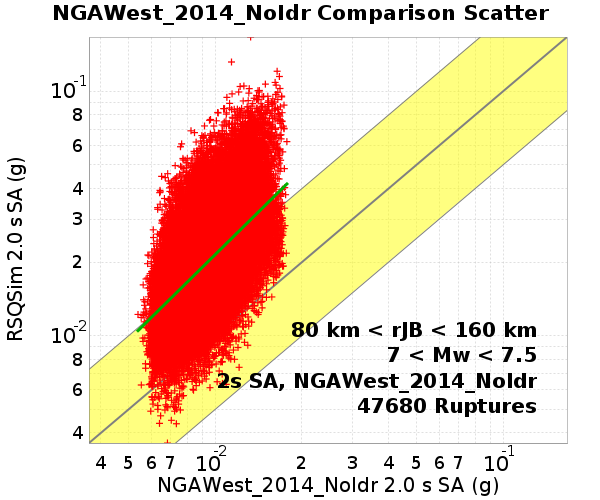 NGAWest_2014_NoIdr Comparison Scatter
RSQSim 2.0 s SA (g)
10⁻¹
8
6
4
3
2
10⁻²
8
6
4
80 km < rJB < 160 km
7 < Mw < 7.5
2s SA, NGAWest_2014_NoIdr
47680 Ruptures
4 5 6 7 10⁻² 2 3 4 5 6 7 10⁻¹
NGAWest_2014_NoIdr 2.0 s SA (g)